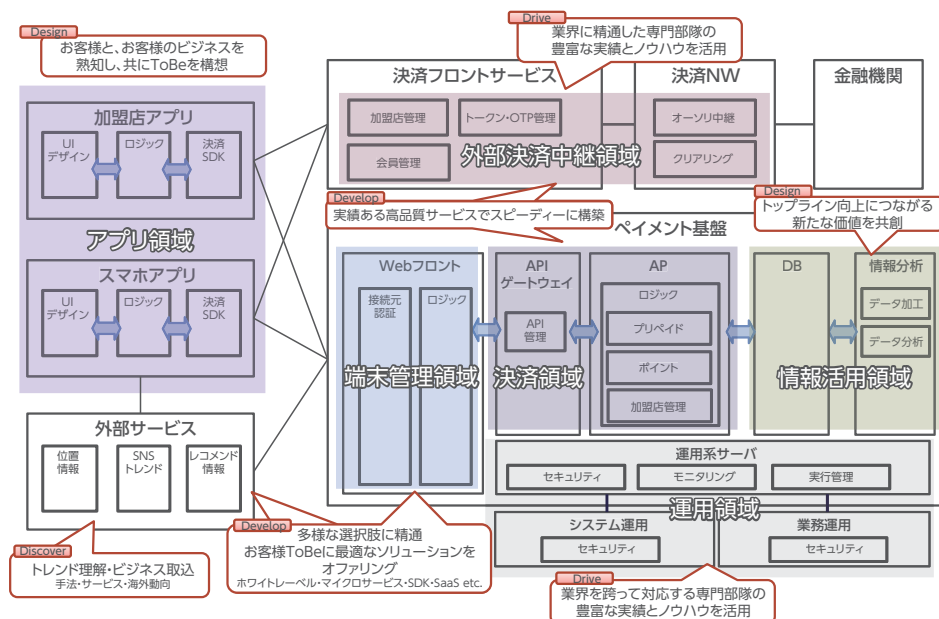 Design
お客様と、お客様のビジネスを
熟知し、共にToBeを構想
Drive
業界に精通した専門部隊の
豊富な実績とノウハウを活用
加盟店アプリ
UI
デザイン
ロジック
決済
SDK
アプリ領域
スマホアプリ
UI
デザイン
ロジック
決済
SDK
決済フロントサービス
加盟店管理
トークン・OTP管理
会員管理
外部決済中継領域
決済NW
オーソリ中継
クリアリング
金融機関
Develop
実績ある高品質サービスでスピーディーに構築
Design
トップライン向上につながる
新たな価値を共創
ペイメント基盤
Webフロント
接続元
認証
ロジック
端末管理領域
API
ゲートウェイ
API
管理
決済領域
AP
ロジック
プリペイド
ポイント
加盟店管理
DB
情報分析
データ加工
データ分析
情報活用領域
外部サービス
位置
情報
SNS
トレンド
レコメンド
情報
運用系サーバ
セキュリティ
モニタリング
実行管理
運用領域
システム運用
セキュリティ
業務運用
セキュリティ
Discover
トレンド理解・ビジネス取込
手法・サービス・海外動向
Develop
多様な選択肢に精通
お客様ToBeに最適なソリューションを
オファリング
ホワイトレーベル・マイクロサービス・SDK・SaaS etc.
Drive
業界を跨って対応する専門部隊の
豊富な実績とノウハウを活用